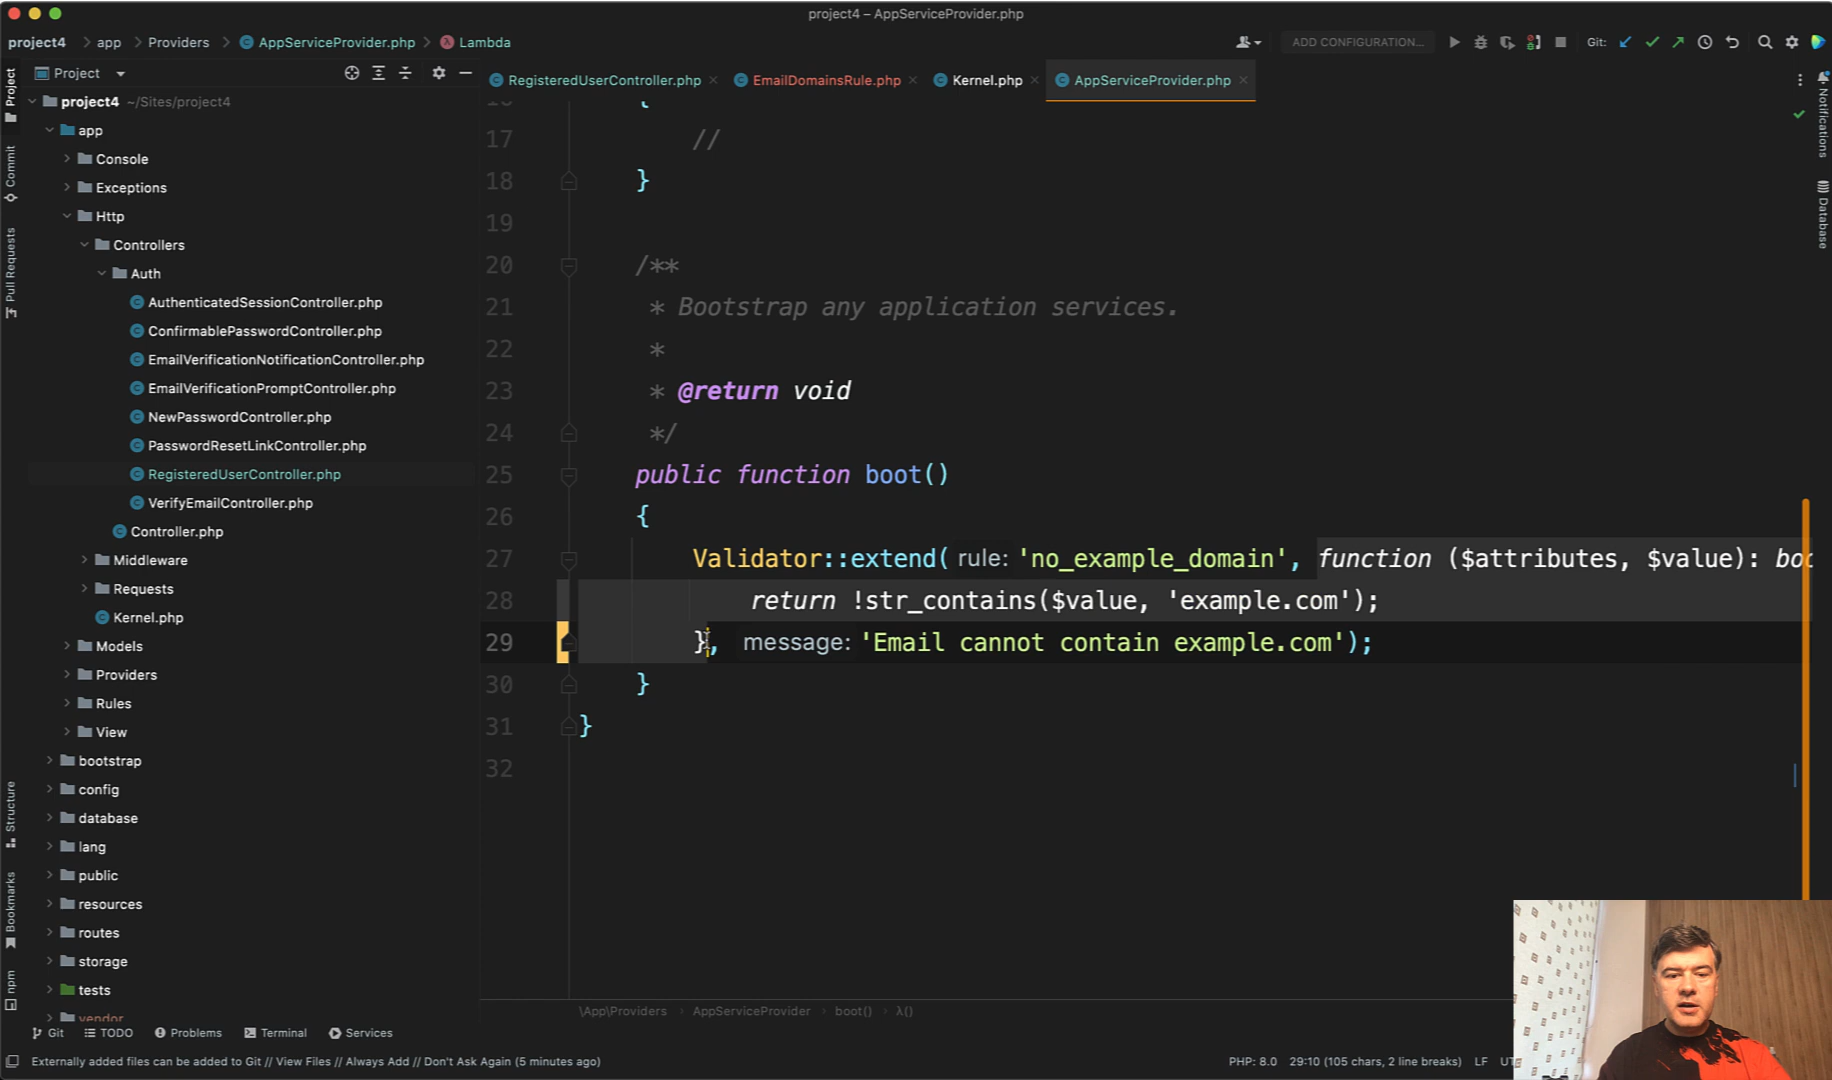 project4 – AppServiceProvider.php
project4 app Providers AppServiceProvider.php Lambda
ADD CONFIGURATION... Git:
Project
RegisteredUserController.php EmailDomainsRule.php Kernel.php AppServiceProvider.php
project4 ~/Sites/project4
app
Console
Exceptions
Http
Controllers
Auth
AuthenticatedSessionController.php
ConfirmablePasswordController.php
EmailVerificationNotificationController.php
EmailVerificationPromptController.php
NewPasswordController.php
PasswordResetLinkController.php
RegisteredUserController.php
VerifyEmailController.php
Controller.php
Middleware
Requests
Kernel.php
Models
Providers
Rules
View
bootstrap
config
database
lang
public
resources
routes
storage
tests
vendor
Project
Commit
Pull Requests
Structure
Bookmarks
npm
{
17 //
18 }
19
20 /**
21 * Bootstrap any application services.
22 *
23 * @return void
24 */
25 public function boot()
26 {
27 Validator::extend( rule: 'no_example_domain', function ($attributes, $value): boo
28 return !str_contains($value, 'example.com');
29 }, message: 'Email cannot contain example.com');
30 }
31 }
32
Notifications
Database
\App\Providers AppServiceProvider boot() λ()
Git TODO Problems Terminal Services
Externally added files can be added to Git // View Files // Always Add // Don't Ask Again (5 minutes ago)
PHP: 8.0 29:10 (105 chars, 2 line breaks) LF